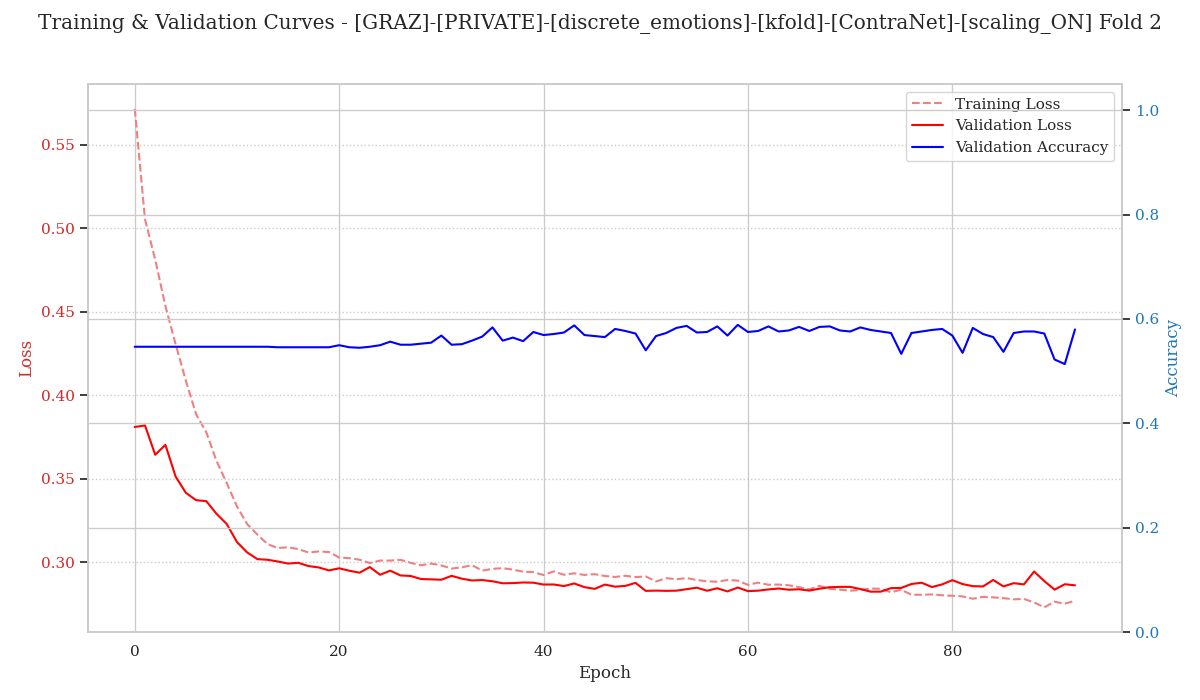 Training & Validation Curves - [GRAZ]-[PRIVATE]-[discrete_emotions]-[kfold]-[ContraNet]-[scaling_ON] Fold 2
Training Loss
Validation Loss
Validation Accuracy
0.55
0.50
0.45
0.40
0.35
0.30
Loss
1.0
0.8
0.6
0.4
0.2
0.0
Accuracy
0
20
40
60
80
Epoch